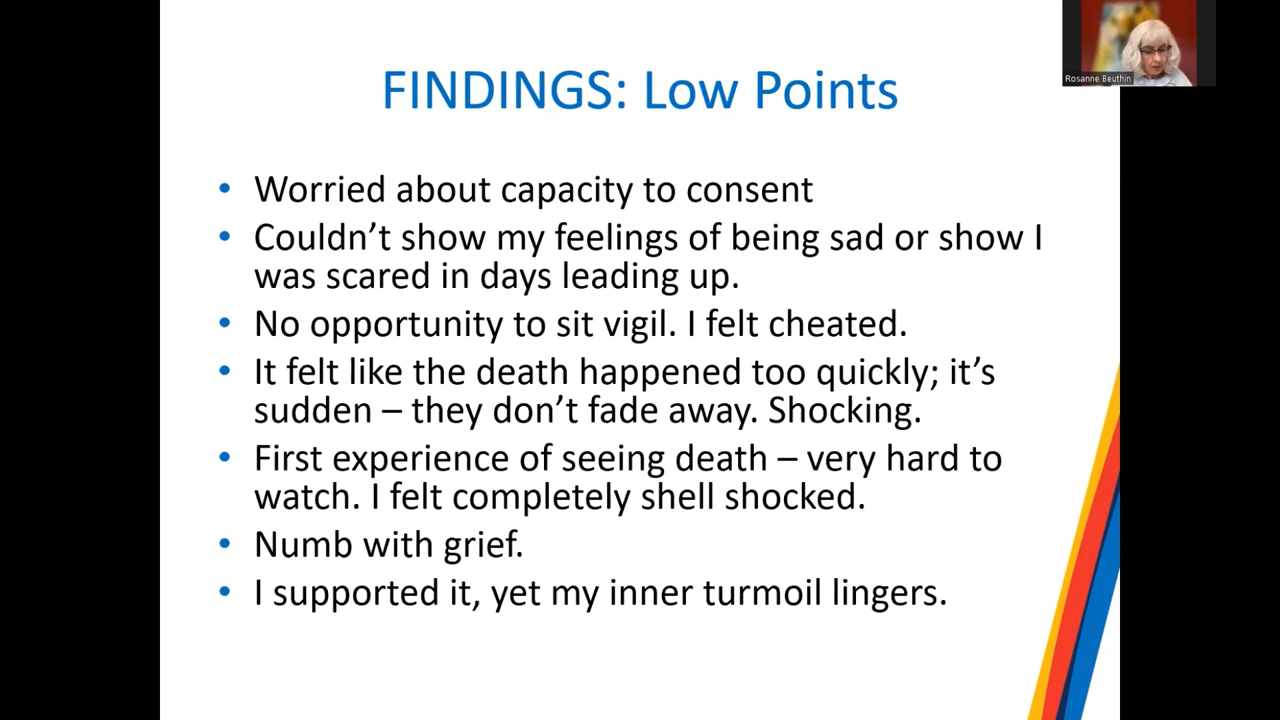 FINDINGS: Low Points
Rosanne Beuthin
• Worried about capacity to consent
• Couldn’t show my feelings of being sad or show I
was scared in days leading up.
• No opportunity to sit vigil. I felt cheated.
• It felt like the death happened too quickly; it’s
sudden – they don’t fade away. Shocking.
• First experience of seeing death – very hard to
watch. I felt completely shell shocked.
• Numb with grief.
• I supported it, yet my inner turmoil lingers.